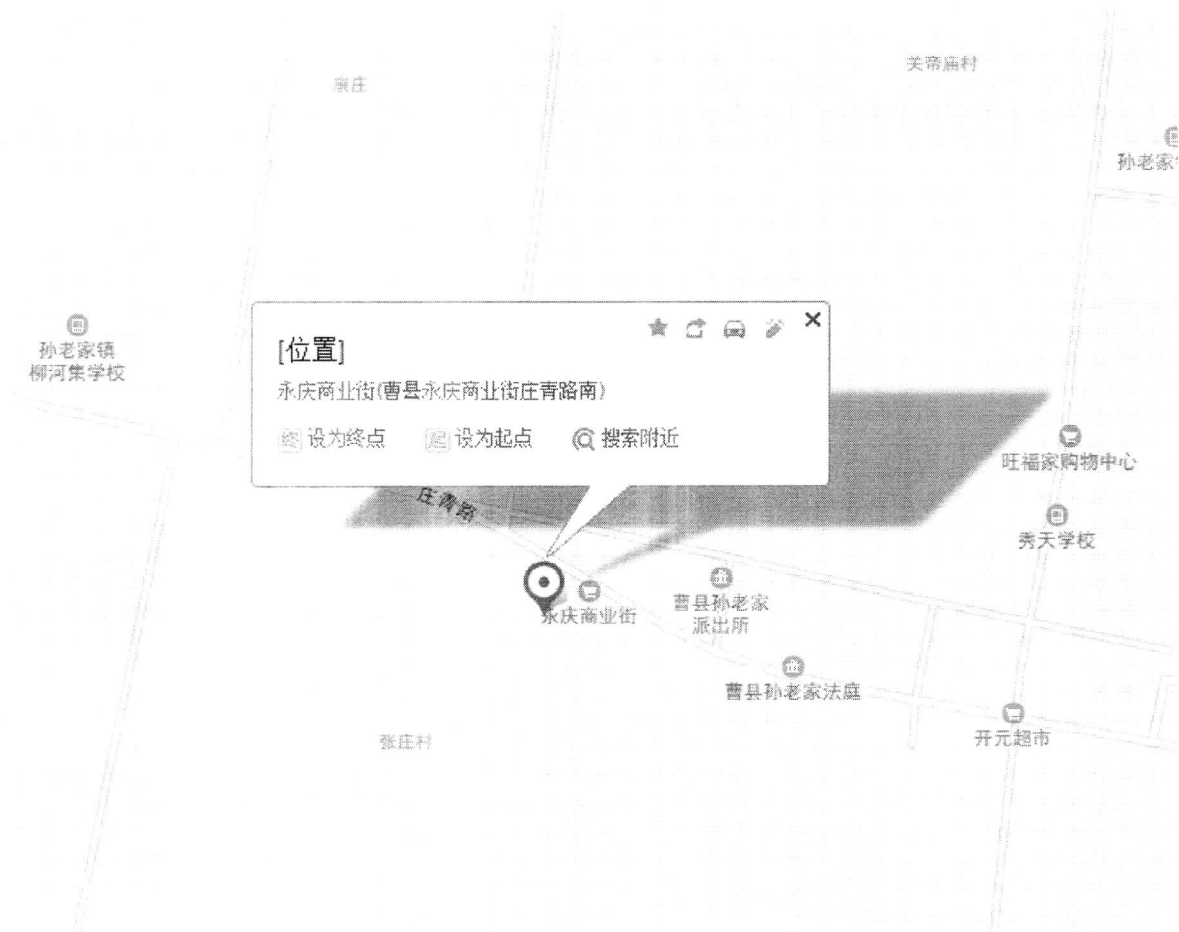 关帝庙村
孙老家
孙老家镇
柳河集学校
[位置]
永庆商业街(曹县永庆商业街庄青路南)
终 设为终点 起 设为起点 搜索附近
庄青路
旺福家购物中心
秀天学校
永庆商业街
曹县孙老家
派出所
曹县孙老家法庭
开元超市
张庄村